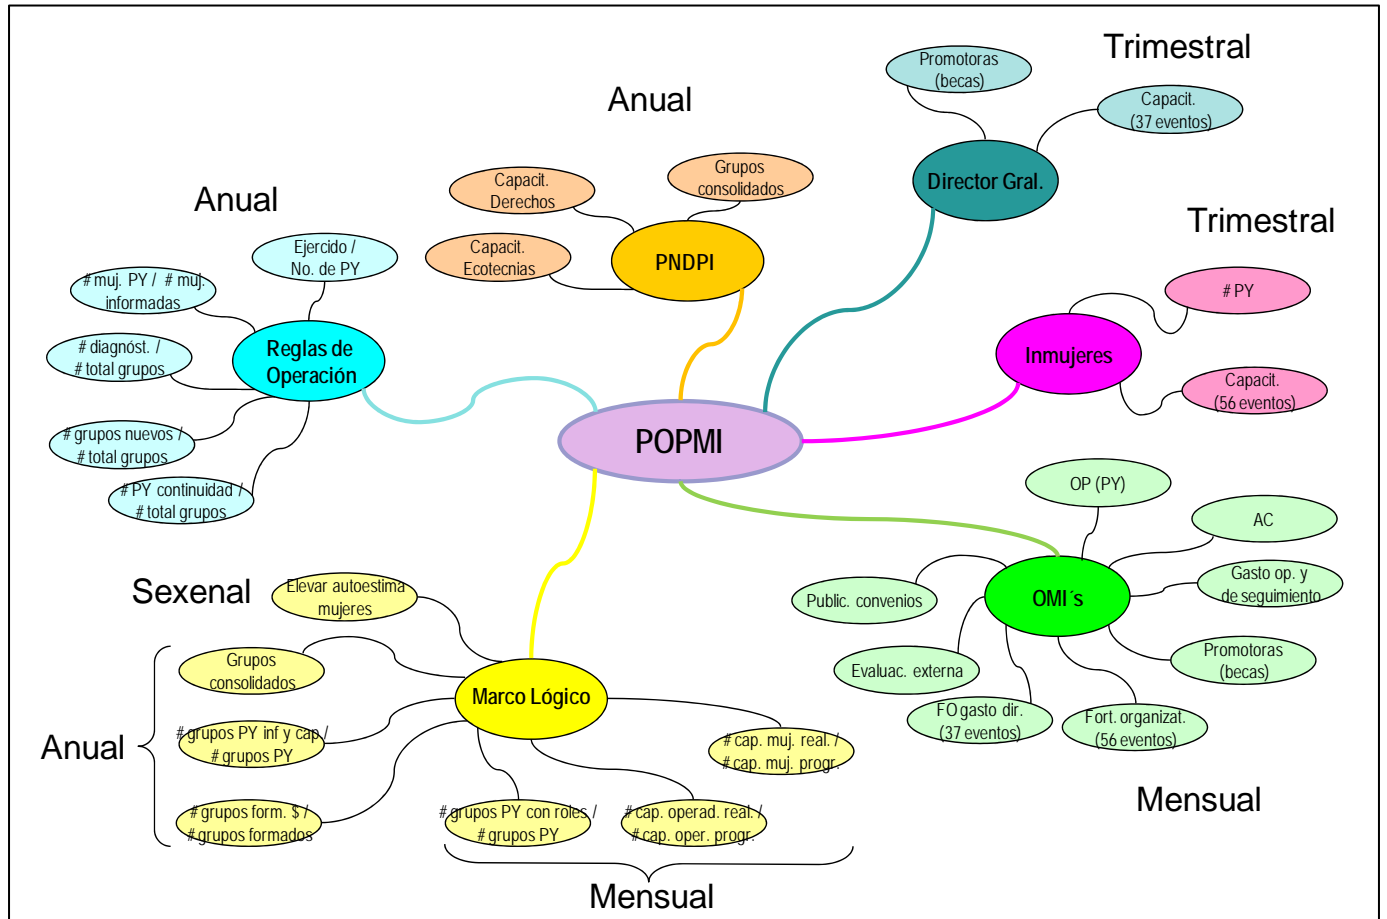 Trimestral
Promotoras
(becas)
Capacit.
(37 eventos)
Director Gral.
Anual
Capacit.
Derechos
Grupos
consolidados
Capacit.
Ecotecnias
PNDPI
Trimestral
# PY
Inmujeres
Capacit.
(56 eventos)
Anual
Ejercido /
No. de PY
# muj. PY / # muj.
informadas
# diagnóst. /
# total grupos
Reglas de
Operación
# grupos nuevos /
# total grupos
# PY continuidad /
# total grupos
POPMI
OP (PY)
AC
Gasto op. y
de seguimiento
Public. convenios
OMI´s
Promotoras
(becas)
Evaluac. externa
FO gasto dir.
(37 eventos)
Fort. organizat.
(56 eventos)
Mensual
Sexenal
Elevar autoestima
mujeres
Grupos
consolidados
Marco Lógico
Anual
# grupos PY inf y cap./
# grupos PY
# cap. muj. real. /
# cap. muj. progr.
# grupos form. $ /
# grupos formados
# grupos PY con roles /
# grupos PY
# cap. operad. real. /
# cap. oper. progr.
Mensual